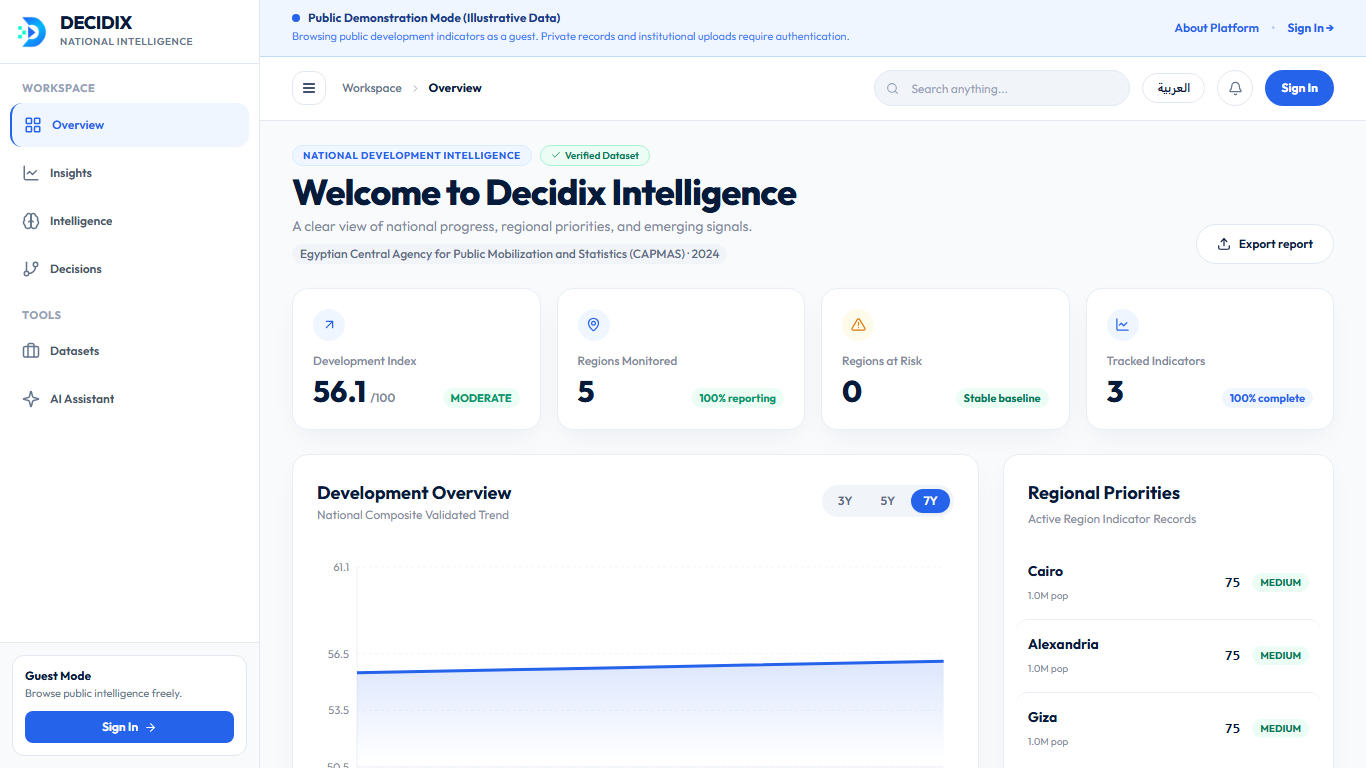 DECIDIX
NATIONAL INTELLIGENCE
WORKSPACE
Overview
Insights
Intelligence
Decisions
TOOLS
Datasets
AI Assistant
Guest Mode
Browse public intelligence freely.
Sign In →
Public Demonstration Mode (Illustrative Data)
Browsing public development indicators as a guest. Private records and institutional uploads require authentication.
About Platform · Sign In →
Workspace > Overview
Search anything...
العربية
Sign In
NATIONAL DEVELOPMENT INTELLIGENCE
✓ Verified Dataset
Welcome to Decidix Intelligence
A clear view of national progress, regional priorities, and emerging signals.
Egyptian Central Agency for Public Mobilization and Statistics (CAPMAS) · 2024
Export report
Development Index
56.1 /100
MODERATE
Regions Monitored
5
100% reporting
Regions at Risk
0
Stable baseline
Tracked Indicators
3
100% complete
Development Overview
National Composite Validated Trend
3Y 5Y 7Y
61.1
56.5
53.5
50.5
Regional Priorities
Active Region Indicator Records
Cairo
1.0M pop
75 MEDIUM
Alexandria
1.0M pop
75 MEDIUM
Giza
1.0M pop
75 MEDIUM